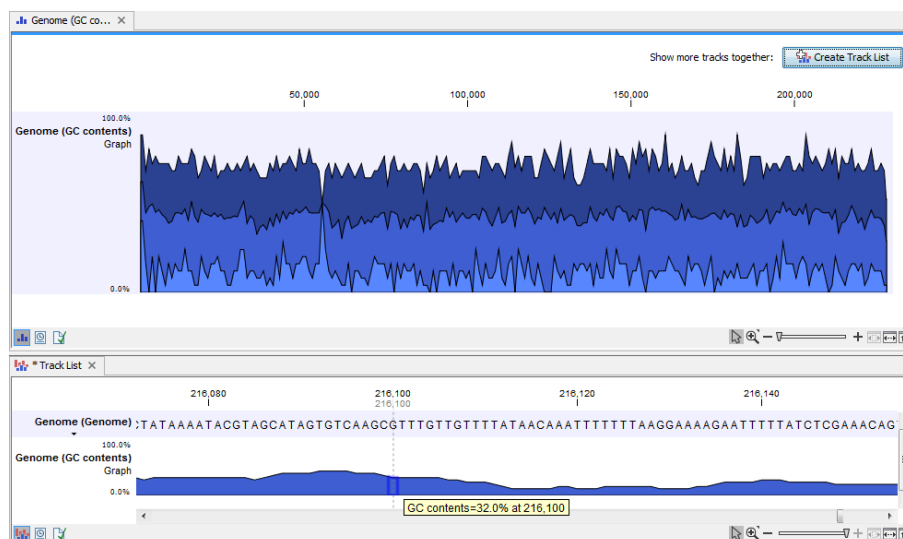 Genome (GC co... ×
Show more tracks together: Create Track List
50,000 100,000 150,000 200,000
100.0%
Genome (GC contents)
Graph
0.0%
* Track List ×
216,080 216,100 216,120 216,140
216,100
Genome (Genome) CTATAAAATACGTAGCATAGTGTCAAGCGTTTGTTGTTTTATAACAAATTTTTTTAAGGAAAAGAATTTTTATCTCGAAACAG
100.0%
Genome (GC contents)
Graph
0.0%
GC contents=32.0% at 216,100